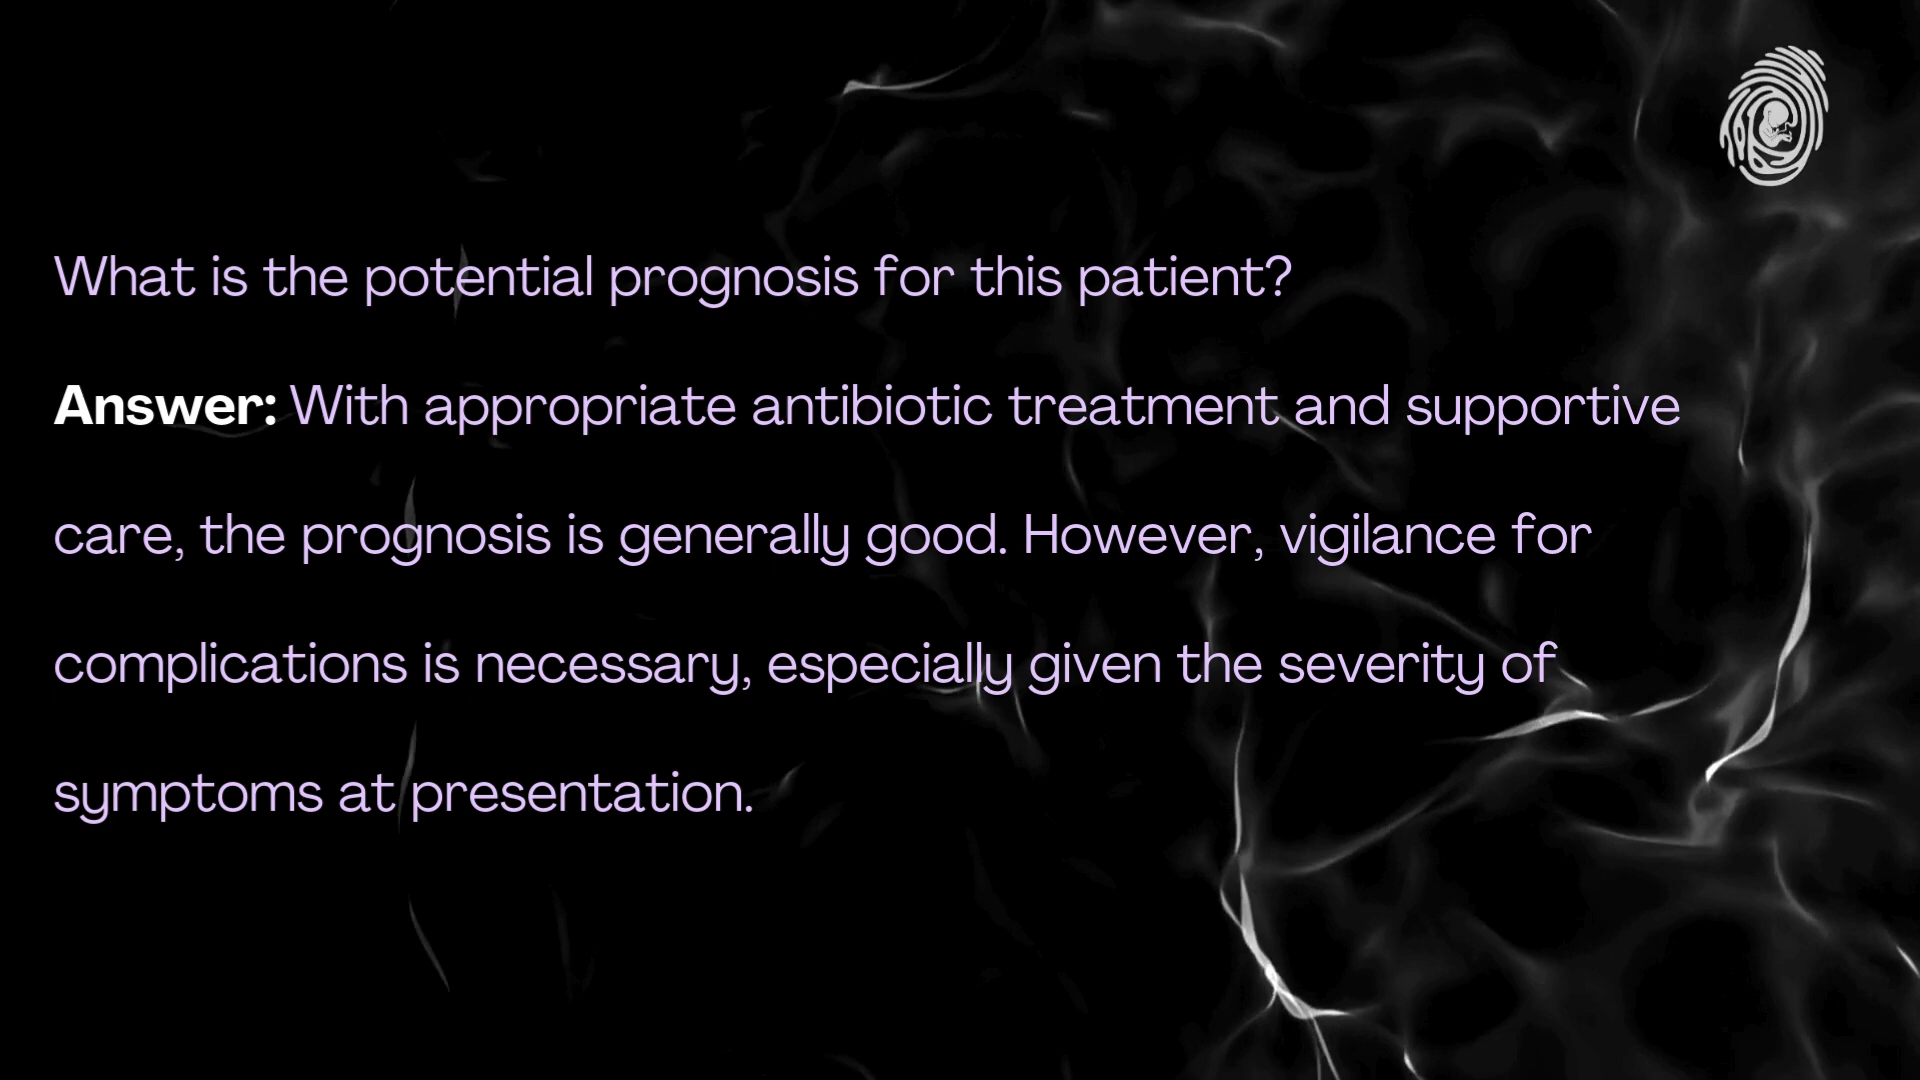 What is the potential prognosis for this patient?
Answer: With appropriate antibiotic treatment and supportive
care, the prognosis is generally good. However, vigilance for
complications is necessary, especially given the severity of
symptoms at presentation.